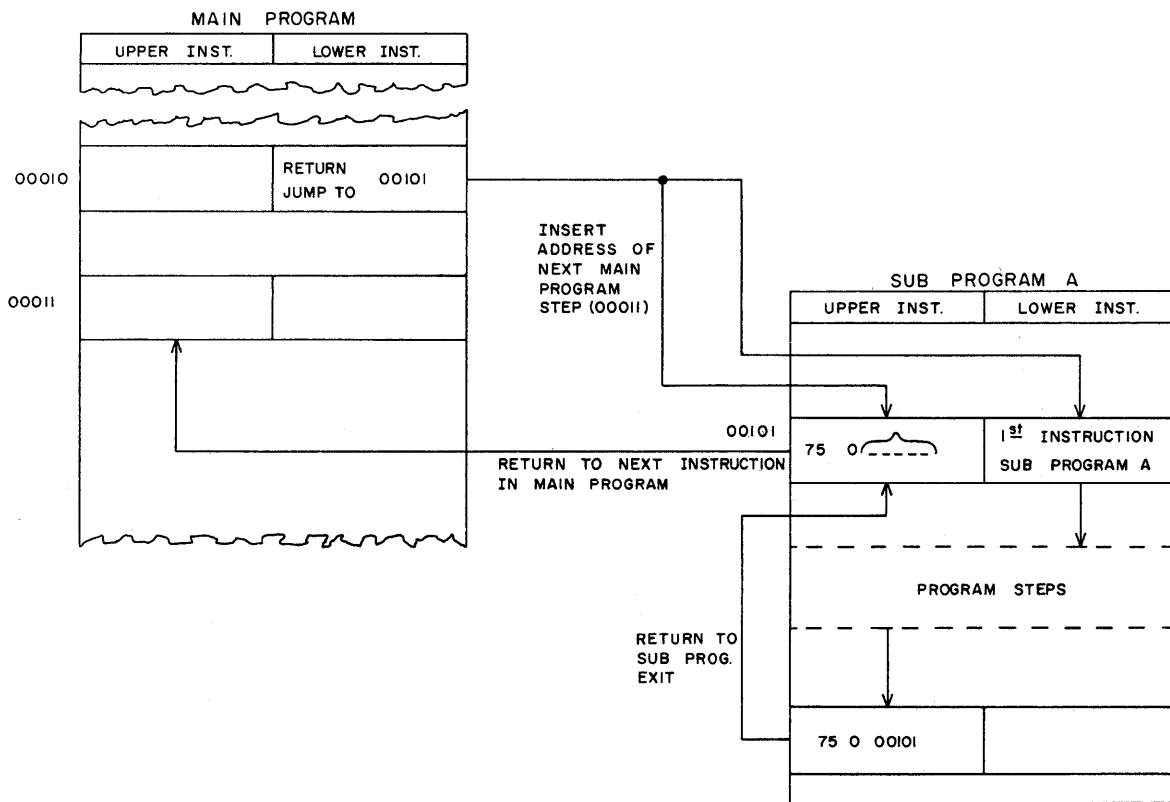 MAIN PROGRAM
UPPER INST. LOWER INST.
00010
RETURN
JUMP TO 00101
INSERT
ADDRESS OF
NEXT MAIN
PROGRAM
STEP (00011)
00011
SUB PROGRAM A
UPPER INST. LOWER INST.
00101
75 0_____
1st INSTRUCTION
SUB PROGRAM A
RETURN TO NEXT INSTRUCTION
IN MAIN PROGRAM
PROGRAM STEPS
RETURN TO
SUB PROG.
EXIT
75 0 00101